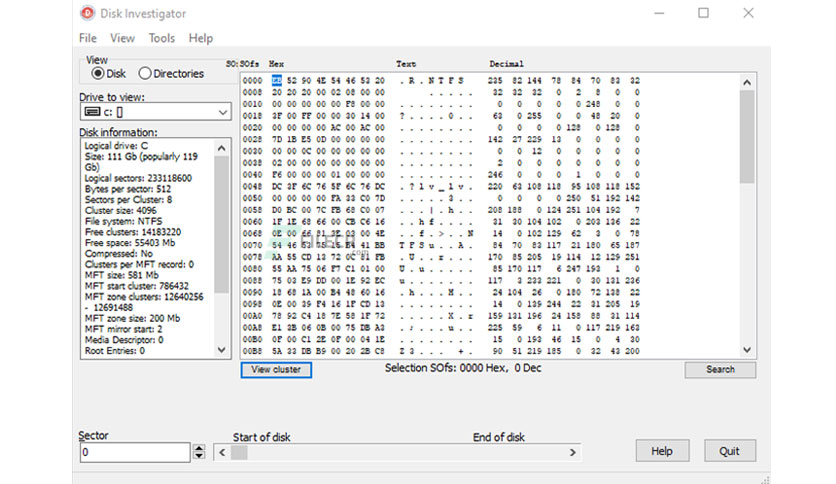 Disk Investigator
File View Tools Help
View
Disk Directories
Drive to view:
c: []
Disk information:
Logical drive: C
Size: 111 Gb (popularly 119
Gb)
Logical sectors: 233118600
Bytes per sector: 512
Sectors per Cluster: 8
Cluster size: 4096
File system: NTFS
Free clusters: 14183220
Free space: 55403 Mb
Compressed: No
Clusters per MFT record: 0
MFT size: 581 Mb
MFT start cluster: 786432
MFT zone clusters: 12640256
- 12691488
MFT zone size: 200 Mb
MFT mirror start: 2
Media Descriptor: 0
Root Entries: 0
SO:SOfs Hex Text Decimal
0000 EB 52 90 4E 54 46 53 20 . R . N T F S 235 82 144 78 84 70 83 32
0008 20 20 20 00 02 08 00 00 . . . . . 32 32 32 0 2 8 0 0
0010 00 00 00 00 00 F8 00 00 . . . . . . . . 0 0 0 0 0 248 0 0
0018 3F 00 FF 00 00 30 14 00 ? . . . . 0 . . 63 0 255 0 0 48 20 0
0020 00 00 00 00 AC 00 AC 00 . . . . . . . . 0 0 0 0 128 0 128 0
0028 7D 1B E5 0D 00 00 00 00 . . . . . . . . 142 27 229 13 0 0 0 0
0030 00 00 0C 00 00 00 00 00 . . . . . . . . 0 0 12 0 0 0 0 0
0038 02 00 00 00 00 00 00 00 . . . . . . . . 2 0 0 0 0 0 0 0
0040 F6 00 00 00 01 00 00 00 . . . . . . . . 246 0 0 0 1 0 0 0
0048 DC 3F 6C 76 5F 6C 76 DC . ? l v _ l v . 220 63 108 118 95 108 118 152
0050 00 00 00 00 FA 33 C0 7D . . . . . 3 . . 0 0 0 0 250 51 192 142
0058 D0 BC 00 7C FB 68 C0 07 . . . | . h . . 208 188 0 124 251 104 192 7
0060 1F 1E 68 66 00 CB C6 16 . . h f . . . . 31 30 104 102 0 203 136 22
0068 0E 00 66 . . f . > . . N 14 0 102 129 62 3 0 78
0070 54 46 53 41 BB T F S u . . A . 84 70 83 117 21 180 65 187
0078 AA 55 CD 13 72 FB . U . . r . . . 170 85 205 19 114 12 129 251
0080 55 AA 75 06 F7 C1 01 00 U . u . . . . . 85 170 117 6 247 193 1 0
0088 75 03 E9 DD 00 1E 92 EC u . . . . . . . 117 3 233 221 0 30 131 236
0090 18 68 1A 00 B4 48 60 16 . h . . . H . . 24 104 26 0 180 72 138 22
0098 0E 00 39 F4 16 1F CD 13 . . . . . . . . 14 0 139 244 22 31 205 19
00A0 78 92 C4 18 7E 58 1F 72 . . . . . X . r 159 131 196 24 158 88 31 114
00A8 E1 3B 06 0B 00 75 DB A3 . ; . . . u . . 225 59 6 11 0 117 219 163
00B0 0F 00 C1 2E 0F 00 04 1E . . . . . . . . 15 0 193 46 15 0 4 30
00B8 5A 33 DB B9 00 20 2B C8 Z 3 . . . + . 90 51 219 185 0 32 43 200
FILECR
.com
View cluster
Selection SOfs: 0000 Hex, 0 Dec
Search
Sector
0
Start of disk End of disk
Help
Quit